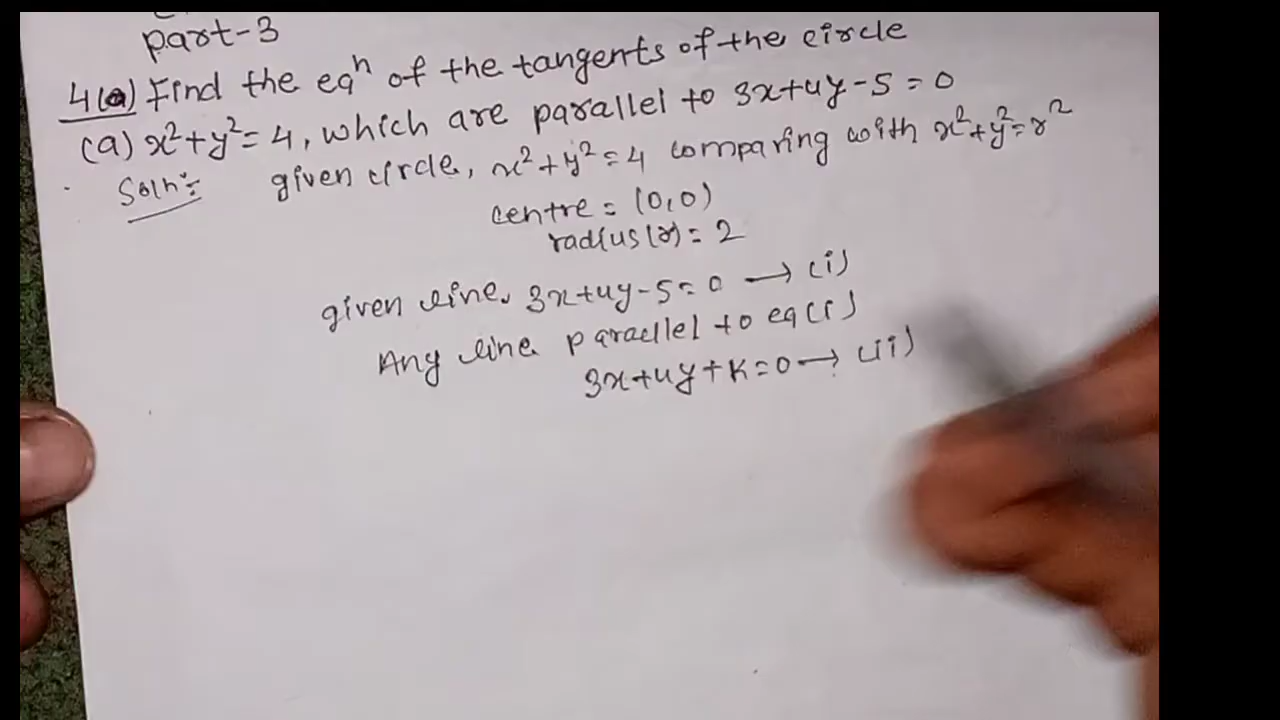 part-3
4(a) Find the eqⁿ of the tangents of the circle
(a) x²+y²=4, which are parallel to 3x+4y-5=0
Solnː given circle, x²+y²=4 comparing with x²+y²=r²
centre = (0,0)
radius(r)=2
given line, 3x+4y-5=0 → (i)
Any line parallel to eq(i)
3x+4y+k=0 → (ii)